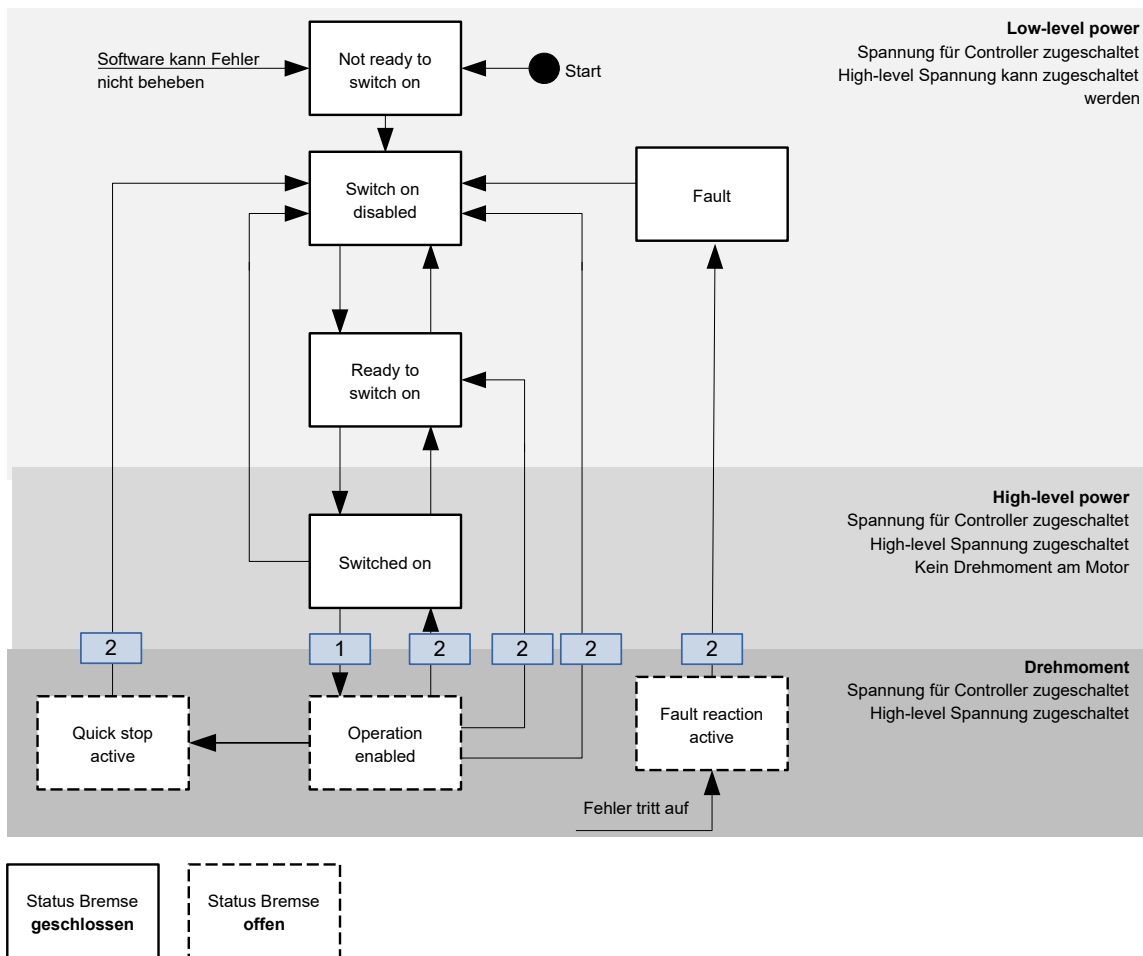 Low-level power
Spannung für Controller zugeschaltet
High-level Spannung kann zugeschaltet
werden
Software kann Fehler
nicht beheben
Not ready to
switch on
Start
Switch on
disabled
Fault
Ready to
switch on
High-level power
Spannung für Controller zugeschaltet
High-level Spannung zugeschaltet
Kein Drehmoment am Motor
Switched on
2
1
2
2
2
2
Drehmoment
Spannung für Controller zugeschaltet
High-level Spannung zugeschaltet
Quick stop
active
Operation
enabled
Fault reaction
active
Fehler tritt auf
Status Bremse
geschlossen
Status Bremse
offen